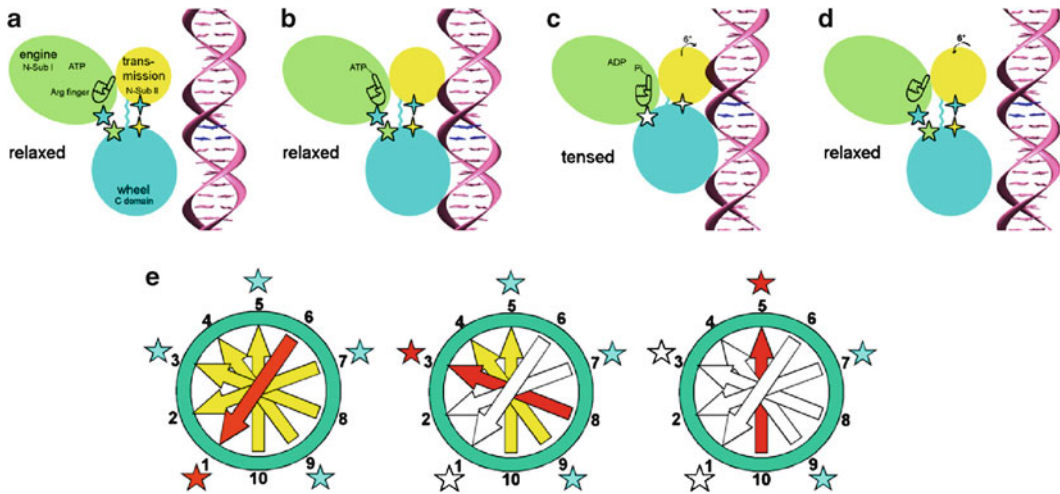 a
engine
N-Sub I
ATP
trans-
mission
N-Sub II
Arg finger
relaxed
wheel
C domain
b
ATP
relaxed
c
6°
ADP
Pi
tensed
d
6°
relaxed
e
5
4
6
3
7
2
8
1
9
10
5
4
6
3
7
2
8
1
9
10
5
4
6
3
7
2
8
1
9
10